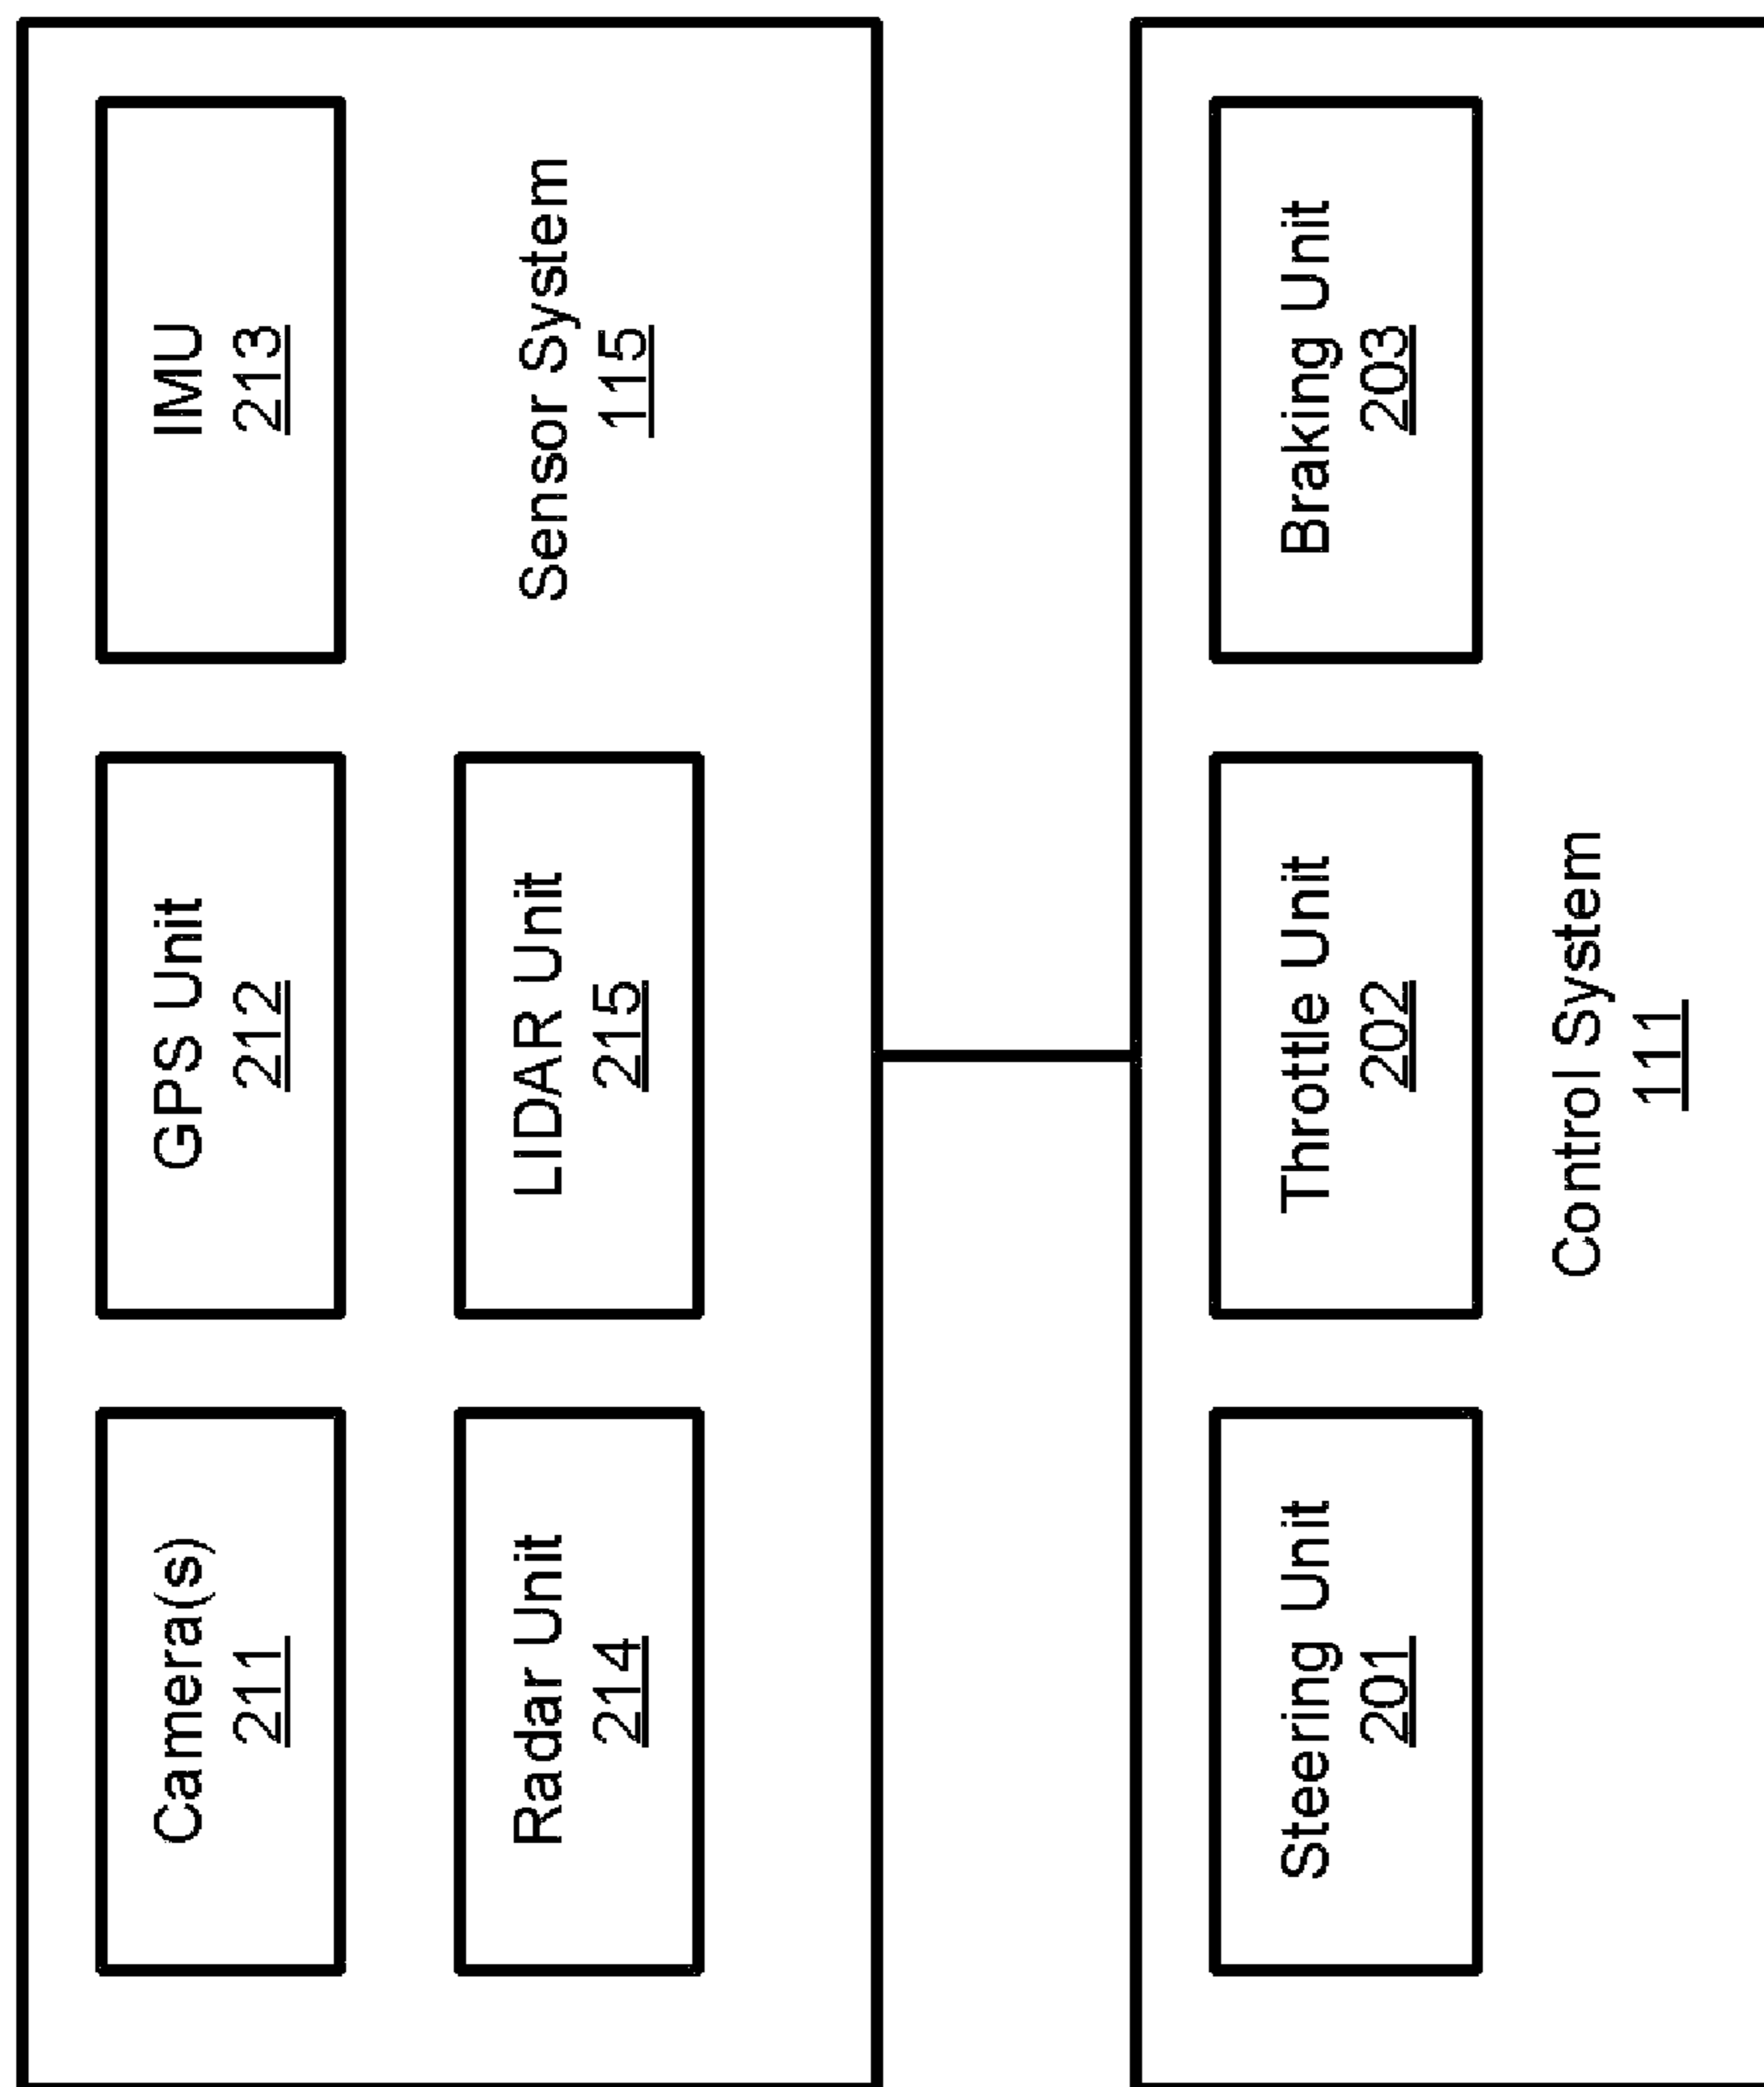 Camera(s)
211
GPS Unit
212
IMU
213
Radar Unit
214
LIDAR Unit
215
Sensor System
115
Steering Unit
201
Throttle Unit
202
Braking Unit
203
Control System
111